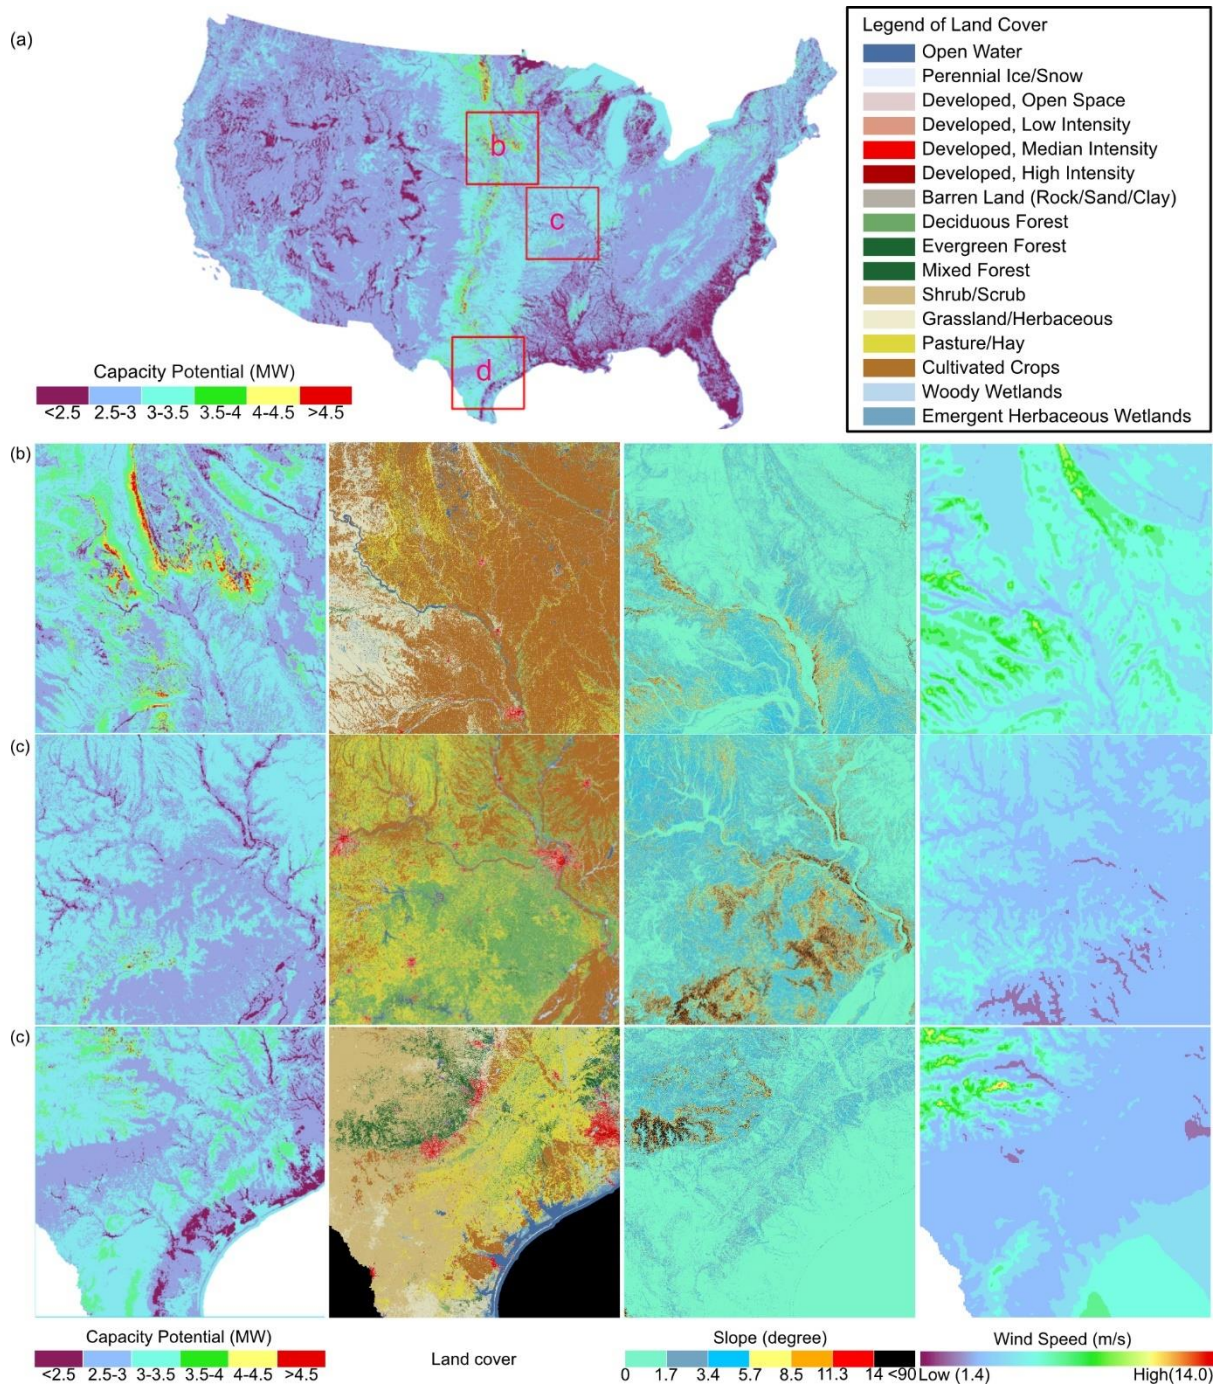 (a)
b
c
d
Capacity Potential (MW)
<2.5 2.5-3 3-3.5 3.5-4 4-4.5 >4.5
Legend of Land Cover
Open Water
Perennial Ice/Snow
Developed, Open Space
Developed, Low Intensity
Developed, Median Intensity
Developed, High Intensity
Barren Land (Rock/Sand/Clay)
Deciduous Forest
Evergreen Forest
Mixed Forest
Shrub/Scrub
Grassland/Herbaceous
Pasture/Hay
Cultivated Crops
Woody Wetlands
Emergent Herbaceous Wetlands
(b)
(c)
(c)
Capacity Potential (MW)
<2.5 2.5-3 3-3.5 3.5-4 4-4.5 >4.5
Land cover
Slope (degree)
0 1.7 3.4 5.7 8.5 11.3 14 <90
Wind Speed (m/s)
Low (1.4) High(14.0)